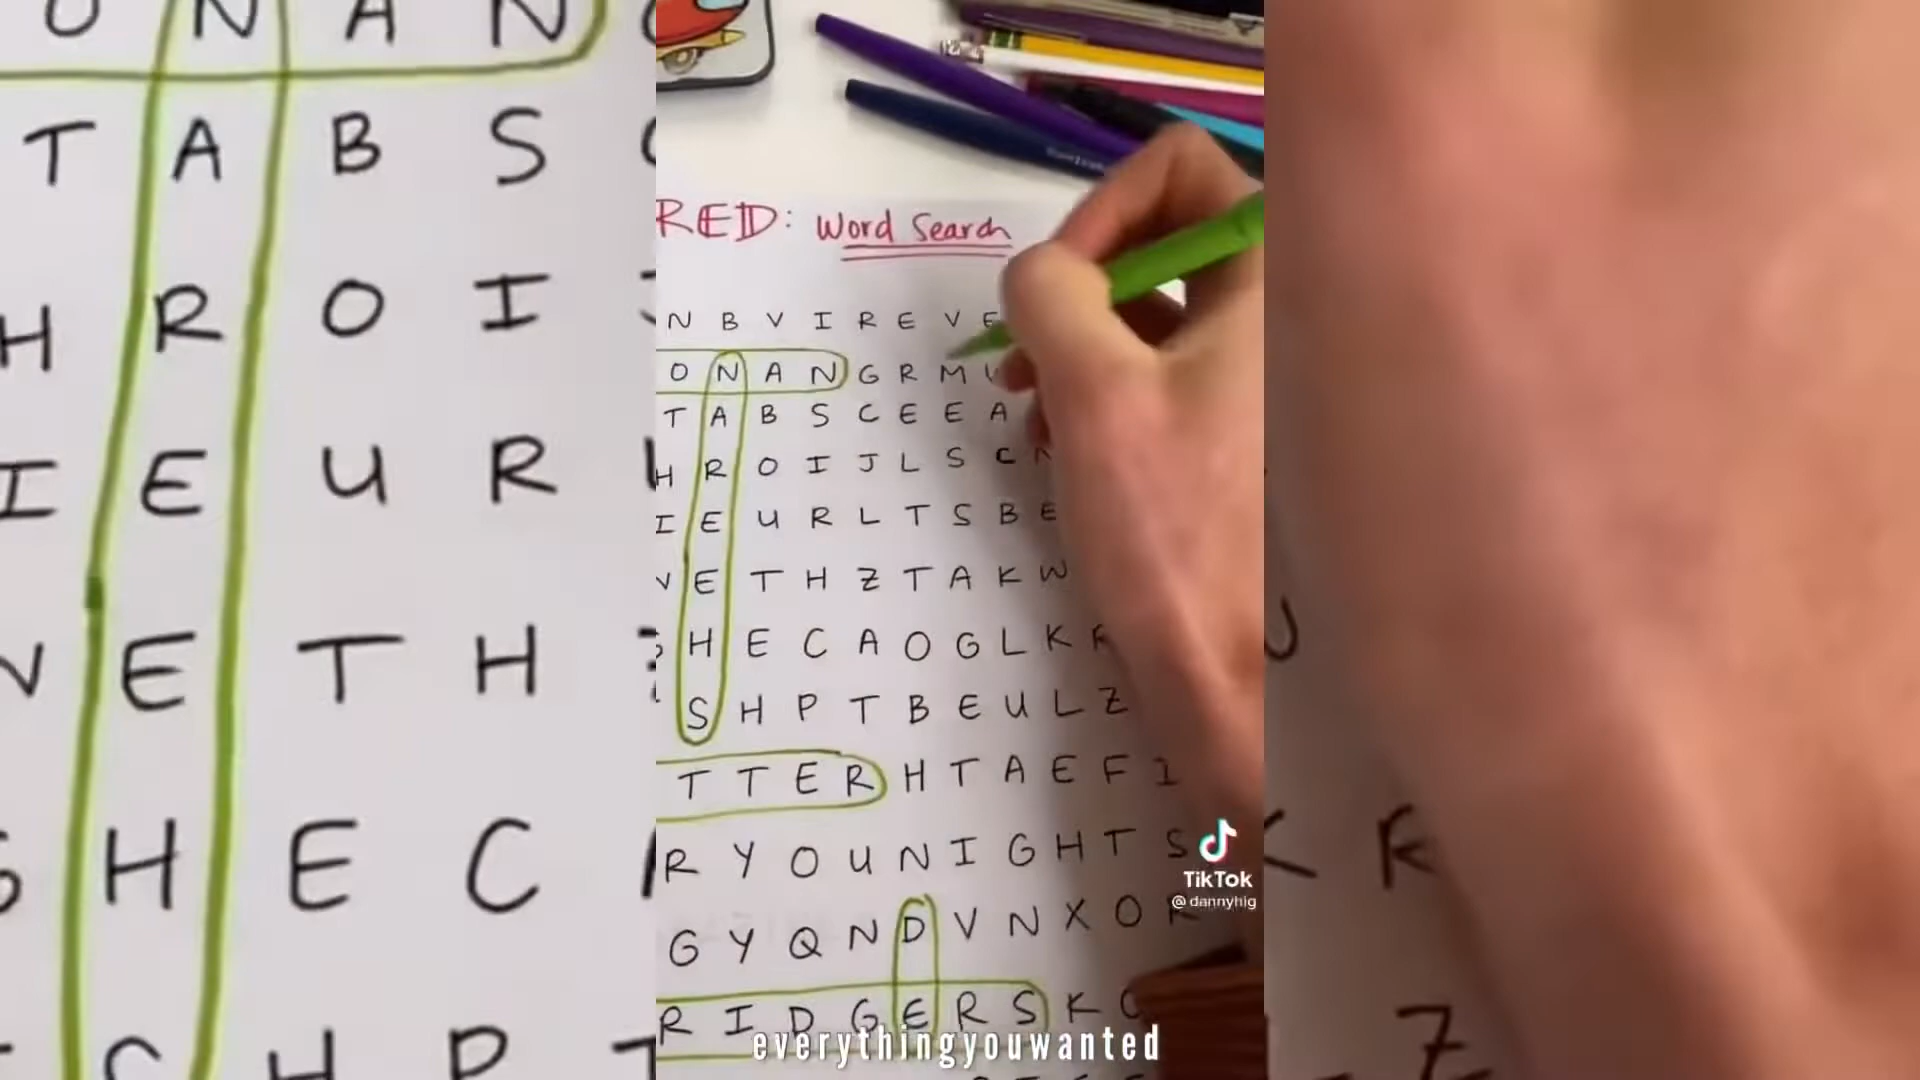 RED: Word Search
N B V I R E V E
O N A N G R M
T A B S C E E A
H R O I J L S C
I E U R L T S B E
V E T H Z T A K W
H E C A O G L K
S H P T B E U L Z
T T E R H T A E F I
R Y O U N I G H T S
G Y Q N D V N X O
R I D G E R S K
everythingyouwanted
TikTok
@dannyhig
O N A N
T A B S
H R O I
I E U R
V E T H
H E C
H P
Z